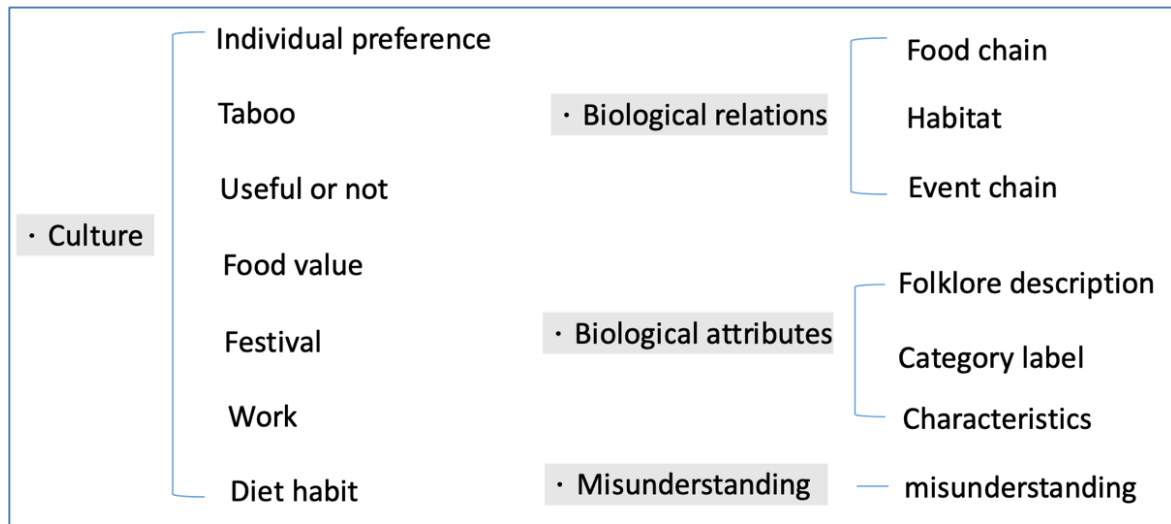 · Culture
Individual preference
Taboo
Useful or not
Food value
Festival
Work
Diet habit
· Biological relations
Food chain
Habitat
Event chain
· Biological attributes
Folklore description
Category label
Characteristics
· Misunderstanding
misunderstanding